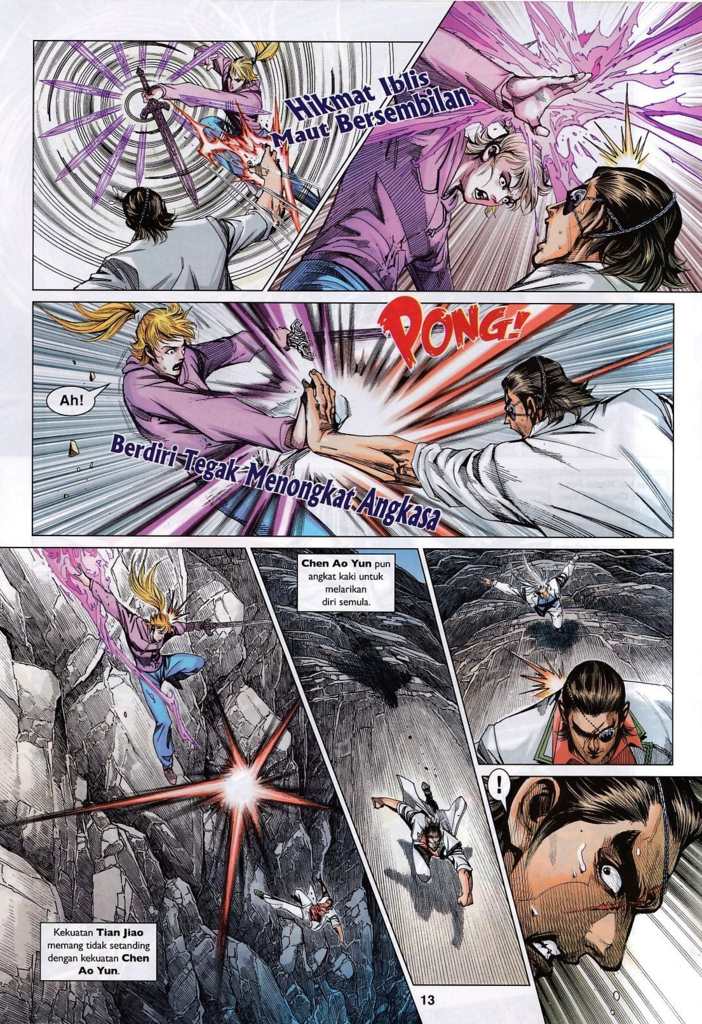 Hikmat Iblis
Maut Bersembilan
PONG!
Ah!
Berdiri Tegak Menongkat Angkasa
Chen Ao Yun pun
angkat kaki untuk
melarikan
diri semula.
!
Kekuatan Tian Jiao
memang tidak setanding
dengan kekuatan Chen
Ao Yun.
13